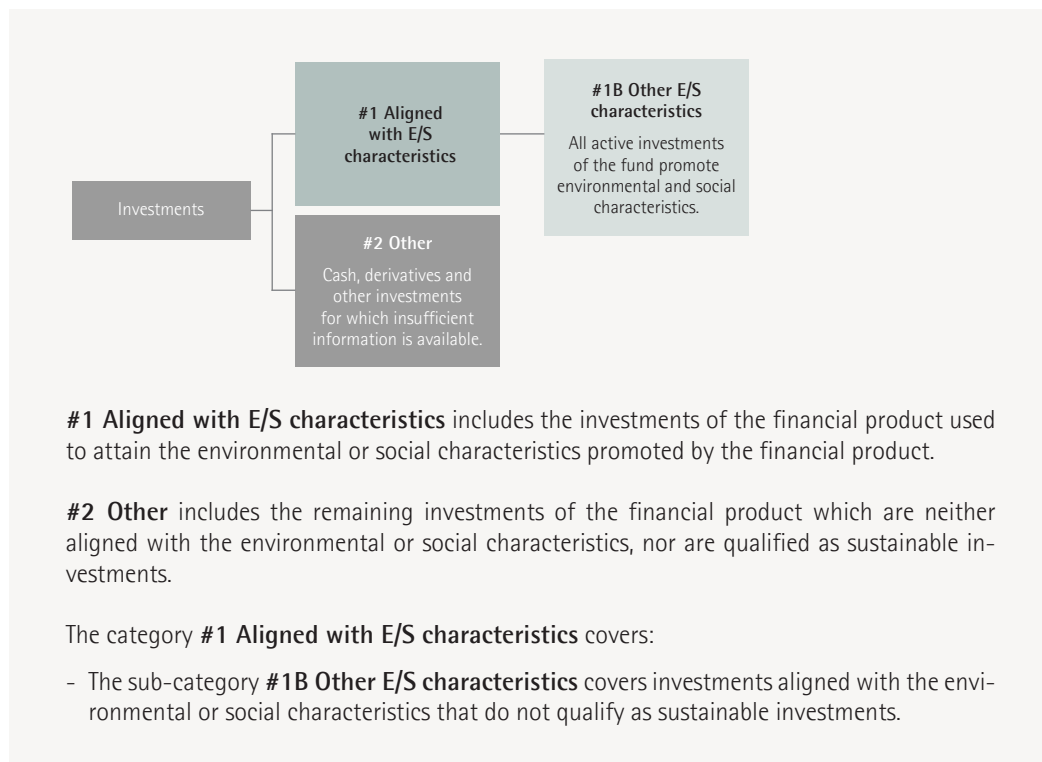 #1 Aligned
with E/S
characteristics
#1B Other E/S
characteristics
All active investments
of the fund promote
environmental and social
characteristics.
Investments
#2 Other
Cash, derivatives and
other investments
for which insufficient
information is available.
#1 Aligned with E/S characteristics includes the investments of the financial product used
to attain the environmental or social characteristics promoted by the financial product.
#2 Other includes the remaining investments of the financial product which are neither
aligned with the environmental or social characteristics, nor are qualified as sustainable in-
vestments.
The category #1 Aligned with E/S characteristics covers:
- The sub-category #1B Other E/S characteristics covers investments aligned with the envi-
ronmental or social characteristics that do not qualify as sustainable investments.